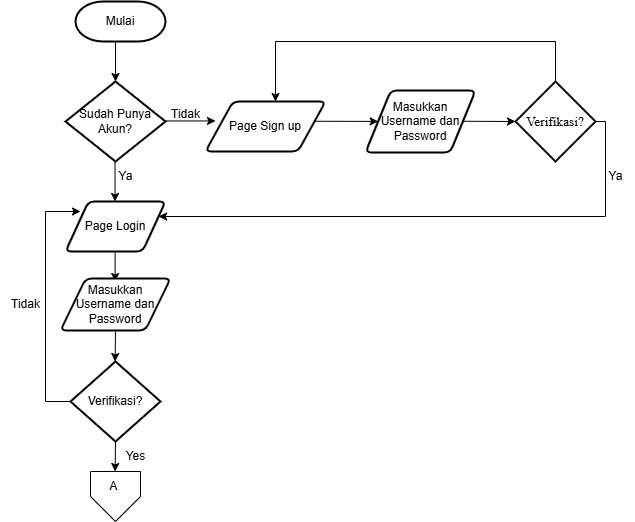 Mulai
Sudah Punya
Akun?
Tidak
Page Sign up
Masukkan
Username dan
Password
Verifikasi?
Ya
Ya
Page Login
Masukkan
Username dan
Password
Tidak
Verifikasi?
Yes
A